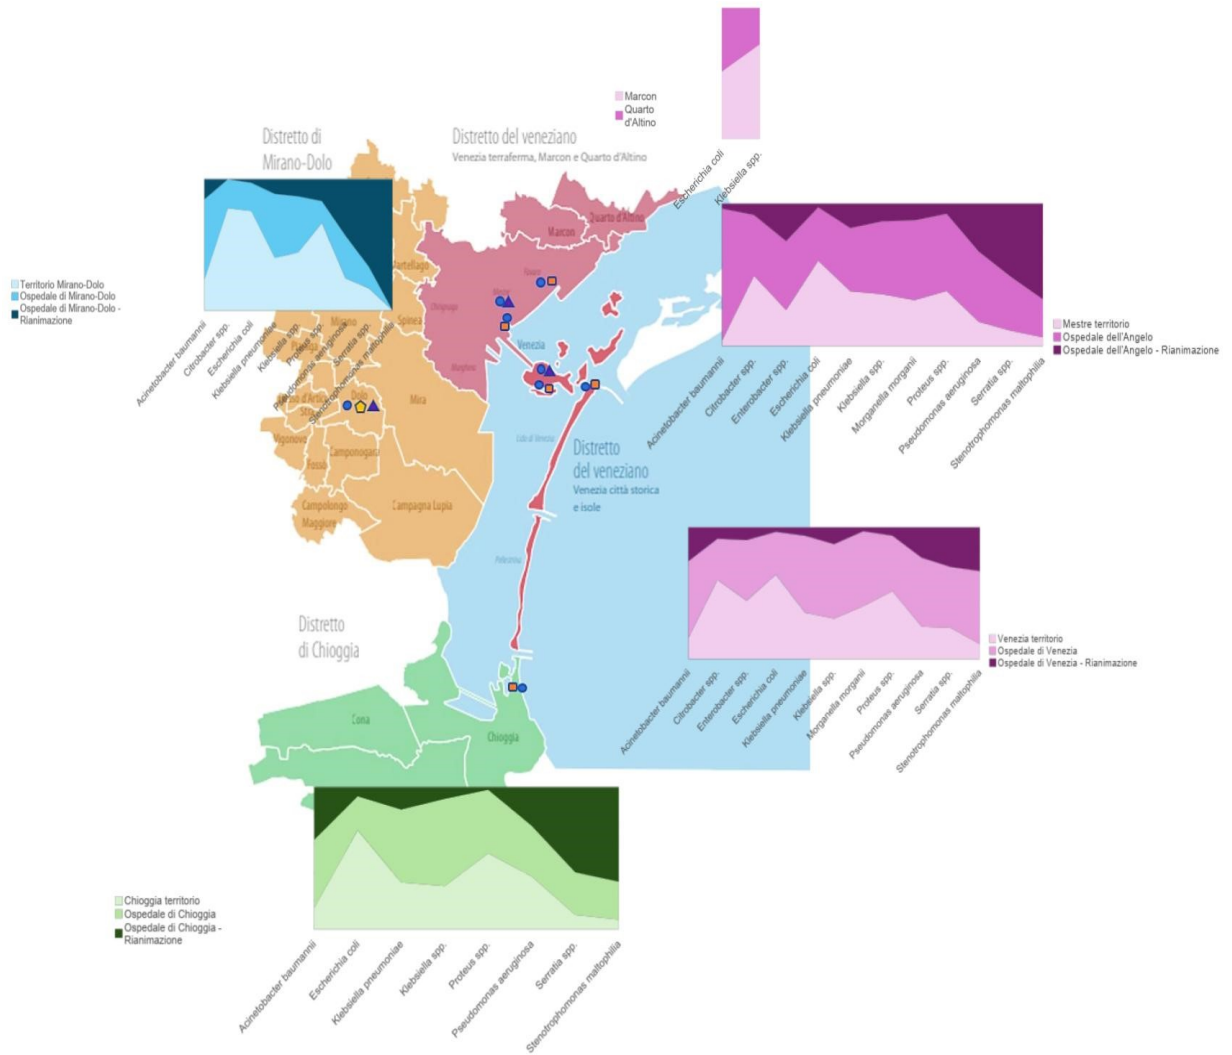 Marcon
Quarto
d'Altino
Escherichia coli
Klebsiella spp.
Distretto di
Mirano-Dolo
Distretto del veneziano
Venezia terraferma, Marcon e Quarto d'Altino
Territorio Mirano-Dolo
Ospedale di Mirano-Dolo
Ospedale di Mirano-Dolo -
Rianimazione
Acinetobacter baumannii
Citrobacter spp.
Escherichia coli
Klebsiella pneumoniae
Klebsiella spp.
Proteus spp.
Pseudomonas aeruginosa
Serratia spp.
Stenotrophomonas maltophilia
Quarto d'Altino
Marcon
Martellago
Spinea
Mirano
Venezia
Dolo
Mira
Vigonovo
Fossò
Camponogara
Campolongo
Maggiore
Campagna Lupia
Lido di Venezia
Pellestrina
Distretto
del veneziano
Venezia città storica
e isole
Mestre territorio
Ospedale dell'Angelo
Ospedale dell'Angelo - Rianimazione
Acinetobacter baumannii
Citrobacter spp.
Enterobacter spp.
Escherichia coli
Klebsiella pneumoniae
Klebsiella spp.
Morganella morganii
Proteus spp.
Pseudomonas aeruginosa
Serratia spp.
Stenotrophomonas maltophilia
Venezia territorio
Ospedale di Venezia
Ospedale di Venezia - Rianimazione
Acinetobacter baumannii
Citrobacter spp.
Enterobacter spp.
Escherichia coli
Klebsiella pneumoniae
Klebsiella spp.
Morganella morganii
Proteus spp.
Pseudomonas aeruginosa
Serratia spp.
Stenotrophomonas maltophilia
Distretto
di Chioggia
Cona
Chioggia
Chioggia territorio
Ospedale di Chioggia
Ospedale di Chioggia -
Rianimazione
Acinetobacter baumannii
Escherichia coli
Klebsiella pneumoniae
Klebsiella spp.
Proteus spp.
Pseudomonas aeruginosa
Serratia spp.
Stenotrophomonas maltophilia